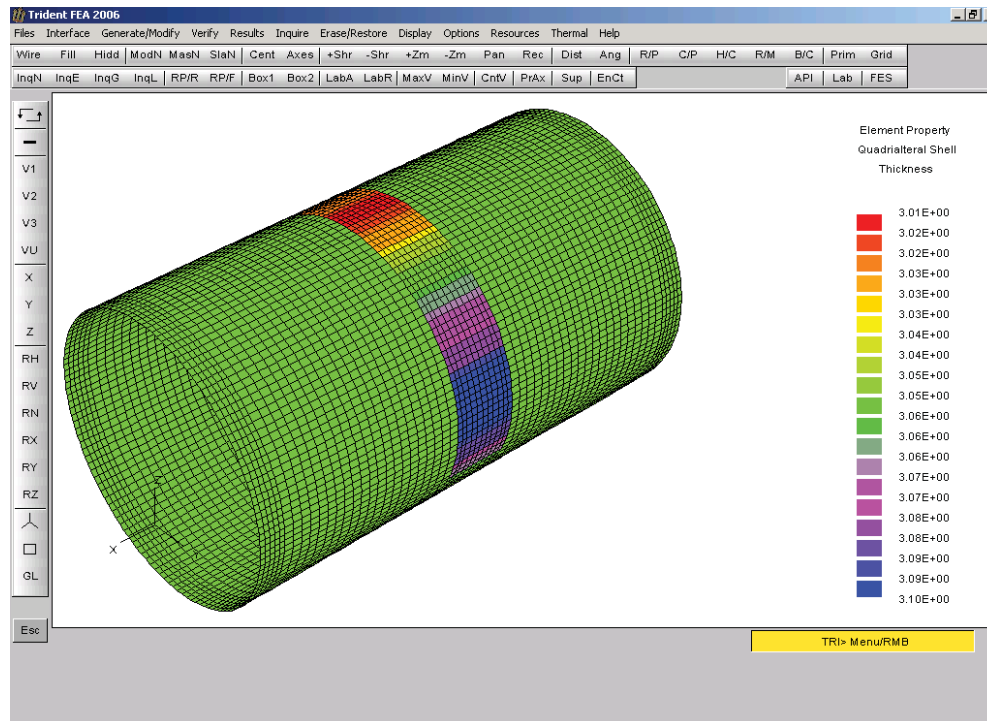 Trident FEA 2006
Files Interface Generate/Modify Verify Results Inquire Erase/Restore Display Options Resources Thermal Help
Wire Fill Hidd ModN MasN SlaN Cent Axes +Shr -Shr +Zm -Zm Pan Rec Dist Ang R/P C/P H/C R/M B/C Prim Grid
InqN InqE InqG InqL RP/R RP/F Box1 Box2 LabA LabR MaxV MinV CntV PrAx Sup EnCt API Lab FES
V1
V2
V3
VU
X
Y
Z
RH
RV
RN
RX
RY
RZ
GL
Esc
Z
X
Y
Element Property
Quadrialteral Shell
Thickness
3.01E+00
3.02E+00
3.02E+00
3.03E+00
3.03E+00
3.03E+00
3.04E+00
3.04E+00
3.05E+00
3.05E+00
3.06E+00
3.06E+00
3.06E+00
3.07E+00
3.07E+00
3.08E+00
3.08E+00
3.09E+00
3.09E+00
3.10E+00
TRI> Menu/RMB